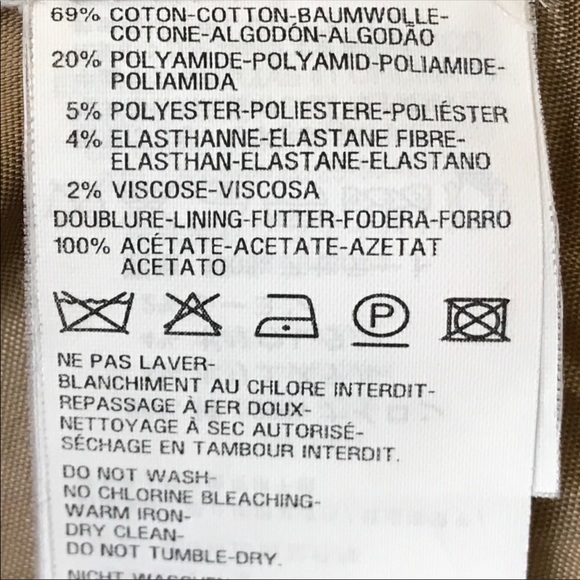 69% COTON-COTTON-BAUMWOLLE-
COTONE-ALGODÓN-ALGODÃO
20% POLYAMIDE-POLYAMID-POLIAMIDE-
POLIAMIDA
5% POLYESTER-POLIESTERE-POLIÉSTER
4% ELASTHANNE-ELASTANE FIBRE-
ELASTHAN-ELASTANE-ELASTANO
2% VISCOSE-VISCOSA
DOUBLURE-LINING-FUTTER-FODERA-FORRO
100% ACÉTATE-ACETATE-AZETAT
ACETATO
P
NE PAS LAVER-
BLANCHIMENT AU CHLORE INTERDIT-
REPASSAGE À FER DOUX-
NETTOYAGE À SEC AUTORISÉ-
SÉCHAGE EN TAMBOUR INTERDIT.
DO NOT WASH-
NO CHLORINE BLEACHING-
WARM IRON-
DRY CLEAN-
DO NOT TUMBLE-DRY.
NICHT WASCHEN